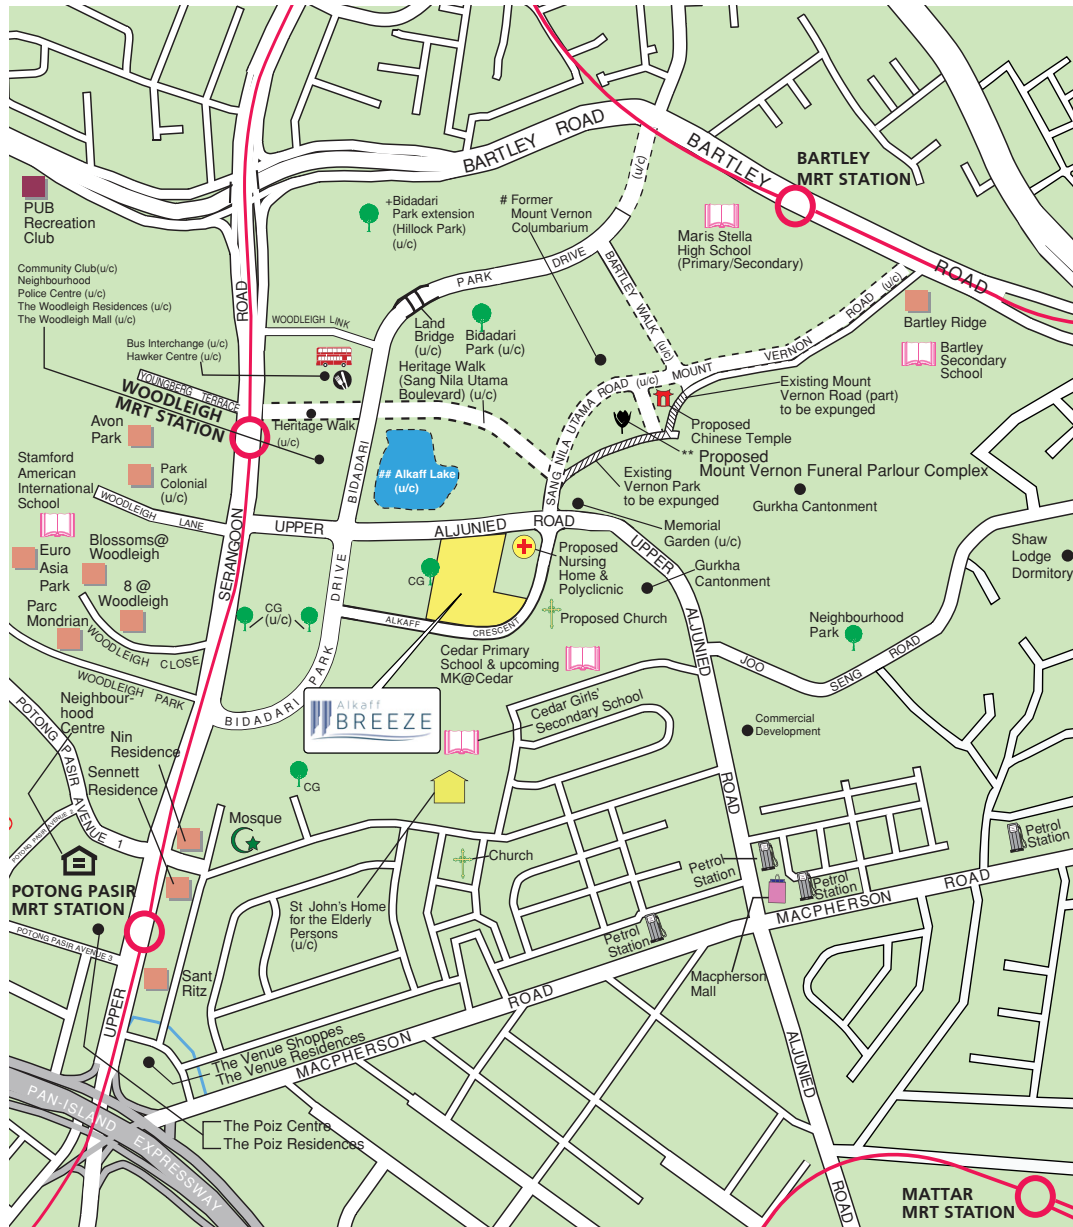 BARTLEY ROAD
BARTLEY
ROAD
BARTLEY
MRT STATION
(u/c)
PUB
Recreation
Club
+Bidadari
Park extension
(Hillock Park)
(u/c)
# Former
Mount Vernon
Columbarium
Maris Stella
High School
(Primary/Secondary)
Community Club(u/c)
Neighbourhood
Police Centre (u/c)
The Woodleigh Residences (u/c)
The Woodleigh Mall (u/c)
ROAD
PARK DRIVE
BARTLEY WALK (u/c)
ROAD (u/c)
Bartley Ridge
WOODLEIGH LINK
Land
Bridge
(u/c)
Bidadari
Park (u/c)
Bus Interchange (u/c)
Hawker Centre (u/c)
Heritage Walk
(Sang Nila Utama
Boulevard) (u/c)
MOUNT VERNON
Bartley
Secondary
School
YOUNGBERG TERRACE
WOODLEIGH
MRT STATION
SANG NILA UTAMA ROAD (u/c)
Existing Mount
Vernon Road (part)
to be expunged
Avon
Park
Heritage Walk
(u/c)
Proposed
Chinese Temple
** Proposed
Mount Vernon Funeral Parlour Complex
Stamford
American
International
School
Park
Colonial
(u/c)
BIDADARI
## Alkaff Lake
(u/c)
Existing
Vernon Park
to be expunged
Gurkha Cantonment
WOODLEIGH LANE
UPPER
ALJUNIED ROAD
UPPER
ALJUNIED
ROAD
Memorial
Garden (u/c)
Shaw
Lodge
Dormitory
Euro
Asia
Park
Blossoms@
Woodleigh
8 @
Woodleigh
Parc
Mondrian
SERANGOON
DRIVE
CG
Proposed
Nursing
Home &
Polyclinic
Gurkha
Cantonment
CG
(u/c)
ALKAFF CRESCENT
Proposed Church
Neighbourhood
Park
WOODLEIGH CLOSE
WOODLEIGH PARK
Cedar Primary
School & upcoming
MK@Cedar
JOO SENG ROAD
BIDADARI PARK
Alkaff
BREEZE
Cedar Girls'
Secondary School
Commercial
Development
POTONG PASIR AVENUE 1
Neighbour-
hood
Centre
Nin
Residence
Sennett
Residence
CG
Mosque
POTONG PASIR AVENUE 2
Church
Petrol
Station
Petrol
Station
Petrol
Station
Petrol
Station
POTONG PASIR
MRT STATION
St John's Home
for the Elderly
Persons
(u/c)
MACPHERSON ROAD
POTONG PASIR AVENUE 3
Sant
Ritz
Macpherson
Mall
UPPER
The Venue Shoppes
The Venue Residences
MACPHERSON
ROAD
ALJUNIED
ROAD
PAN-ISLAND EXPRESSWAY
The Poiz Centre
The Poiz Residences
MATTAR
MRT STATION